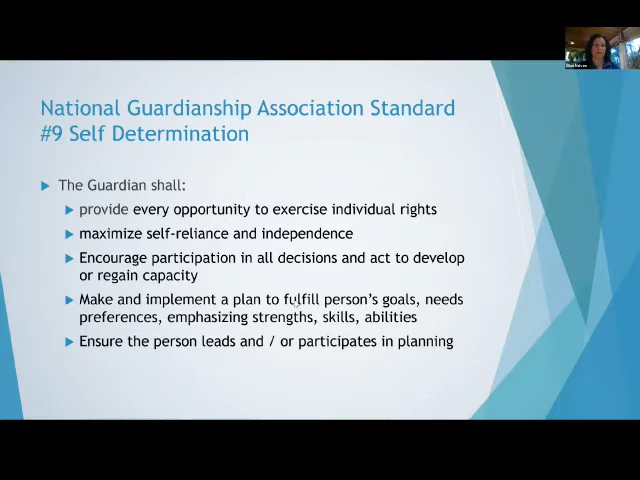 National Guardianship Association Standard
#9 Self Determination
The Guardian shall:
provide every opportunity to exercise individual rights
maximize self-reliance and independence
Encourage participation in all decisions and act to develop
or regain capacity
Make and implement a plan to fulfill person's goals, needs
preferences, emphasizing strengths, skills, abilities
Ensure the person leads and / or participates in planning